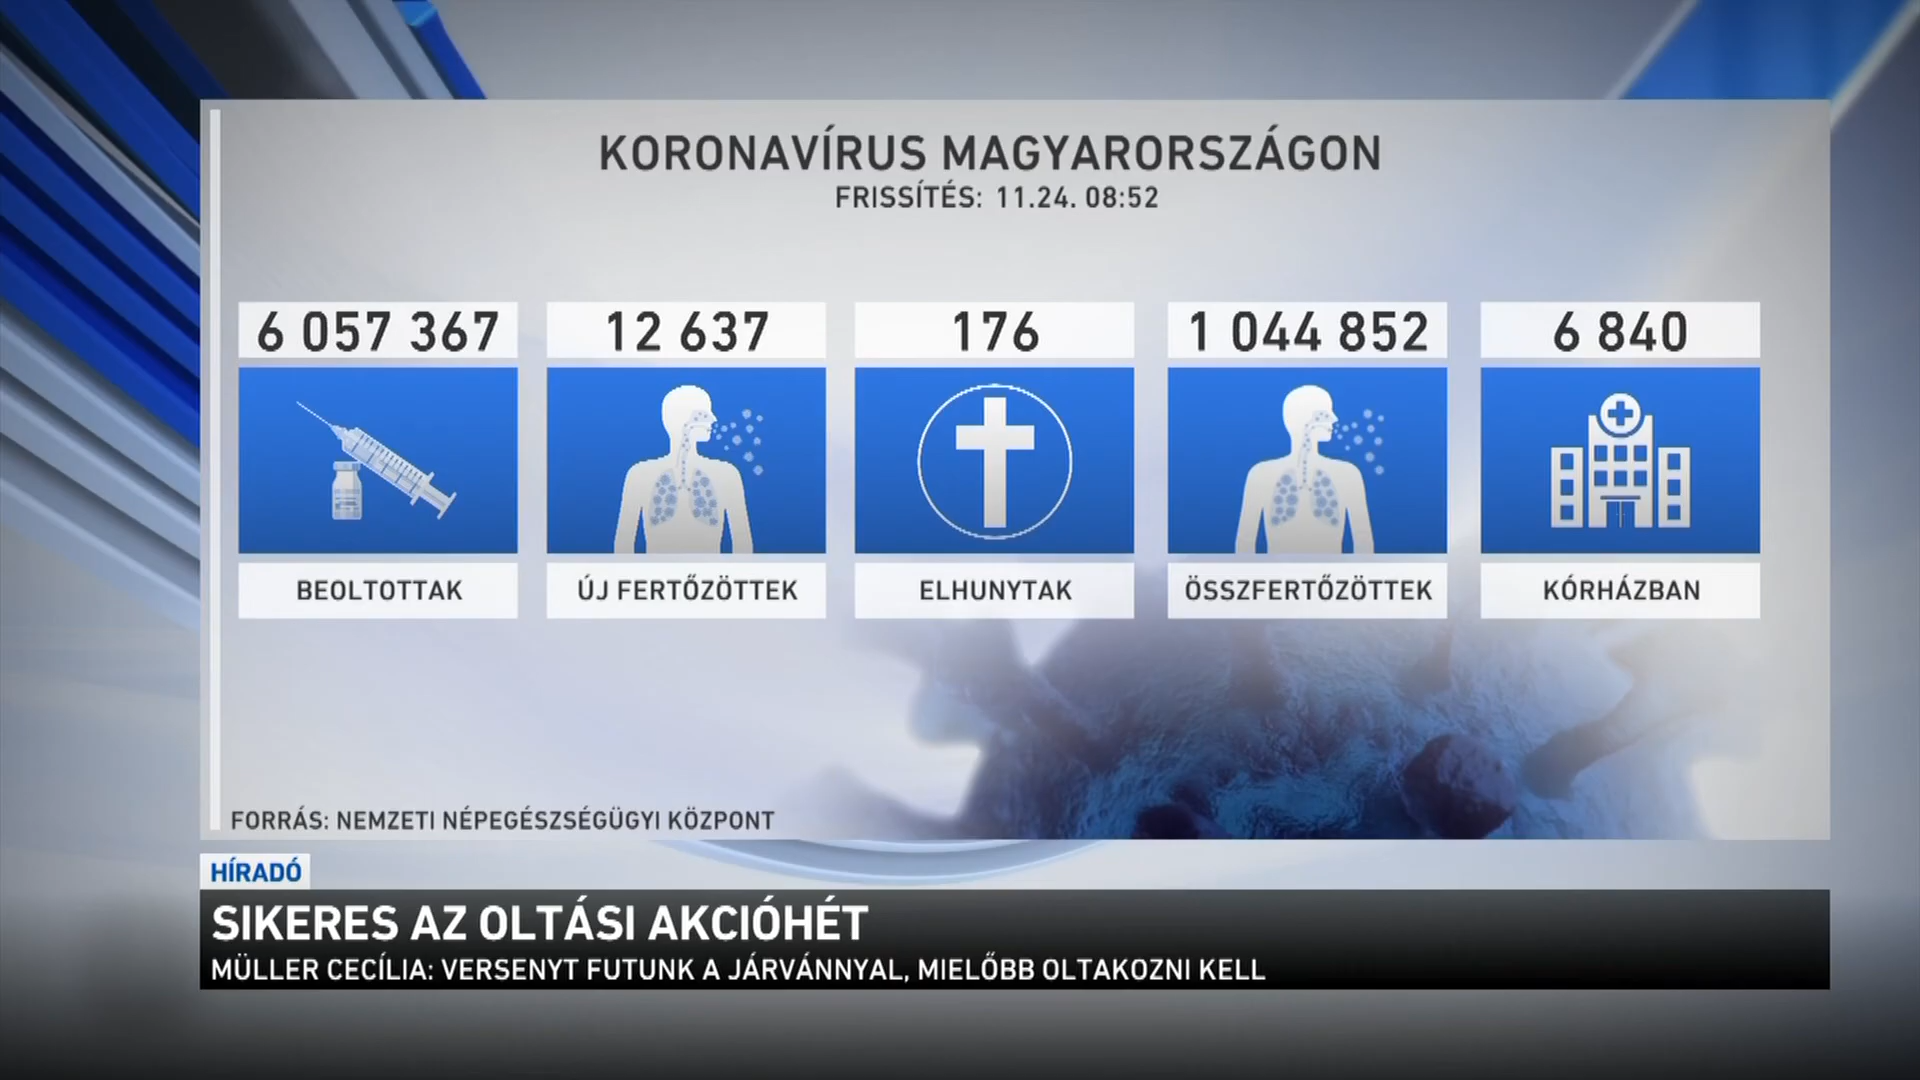 KORONAVÍRUS MAGYARORSZÁGON
FRISSÍTÉS: 11.24. 08:52
6 057 367
12 637
176
1 044 852
6 840
BEOLTOTTAK
ÚJ FERTŐZÖTTEK
ELHUNYTAK
ÖSSZFERTŐZÖTTEK
KÓRHÁZBAN
FORRÁS: NEMZETI NÉPEGÉSZSÉGÜGYI KÖZPONT
HÍRADÓ
SIKERES AZ OLTÁSI AKCIÓHÉT
MÜLLER CECÍLIA: VERSENYT FUTUNK A JÁRVÁNNYAL, MIELŐBB OLTAKOZNI KELL